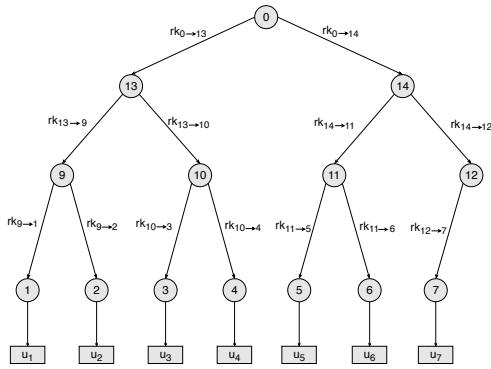 0
rk0→13 rk0→14
13 14
rk13→9 rk13→10 rk14→11 rk14→12
9 10 11 12
rk9→1 rk9→2 rk10→3 rk10→4 rk11→5 rk11→6 rk12→7
1 2 3 4 5 6 7
u1 u2 u3 u4 u5 u6 u7